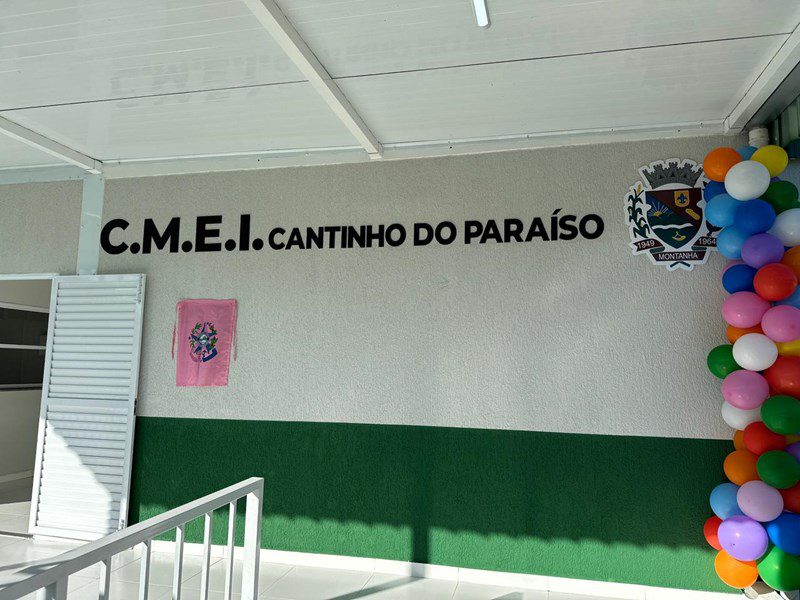 C.M.E.I. CANTINHO DO PARAÍSO
1949 1964
MONTANHA